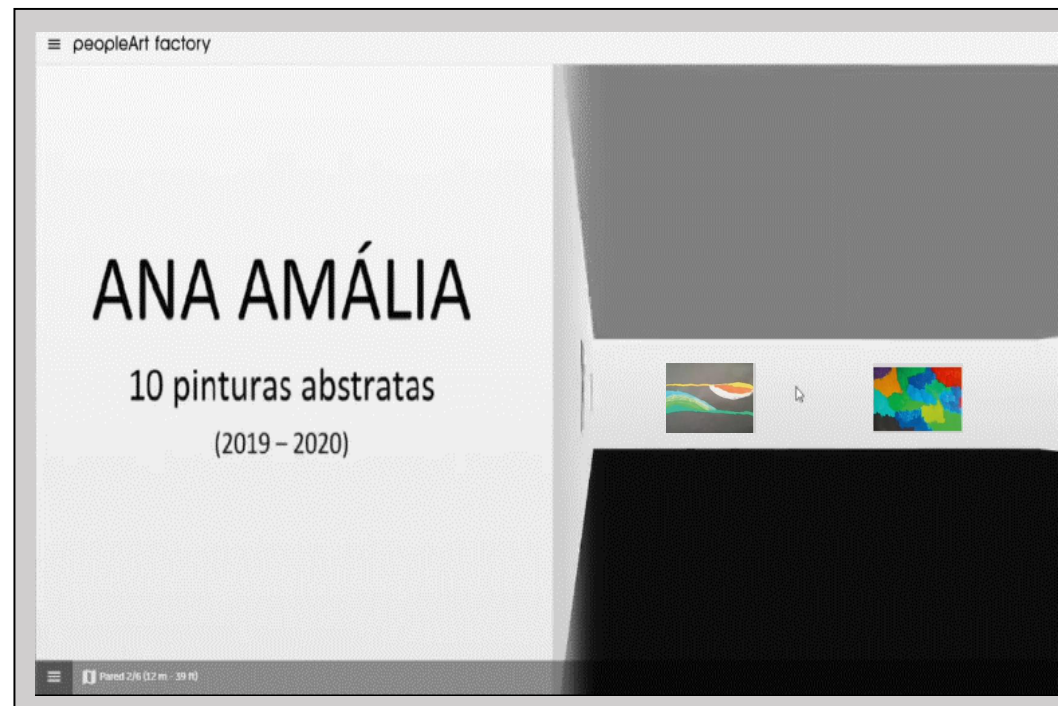 peopleArt factory
ANA AMÁLIA
10 pinturas abstratas
(2019 – 2020)
Pared 2/6 (12 m - 39 ft)